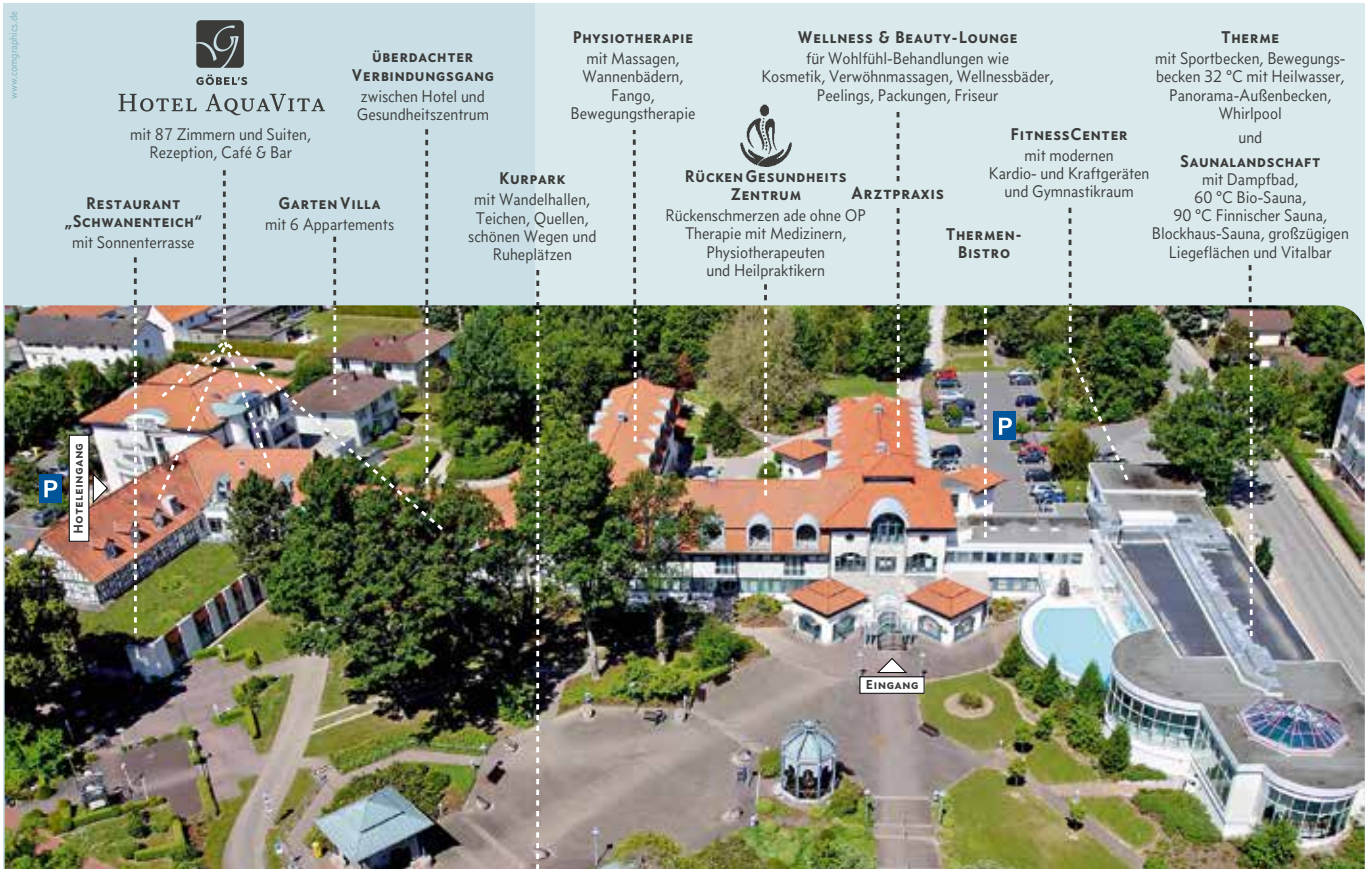 www.comgraphics.de
GÖBEL'S
HOTEL AQUAVITA
mit 87 Zimmern und Suiten,
Rezeption, Café & Bar
RESTAURANT
„SCHWANENTEICH“
mit Sonnenterrasse
GARTEN VILLA
mit 6 Appartements
ÜBERDACHTER
VERBINDUNGSGANG
zwischen Hotel und
Gesundheitszentrum
KURPARK
mit Wandelhallen,
Teichen, Quellen,
schönen Wegen und
Ruheplätzen
PHYSIOTHERAPIE
mit Massagen,
Wannenbädern,
Fango,
Bewegungstherapie
WELLNESS & BEAUTY-LOUNGE
für Wohlfühl-Behandlungen wie
Kosmetik, Verwöhnmassagen, Wellnessbäder,
Peelings, Packungen, Friseur
RÜCKENGESUNDHEITS
ZENTRUM
Rückenschmerzen ade ohne OP
Therapie mit Medizinern,
Physiotherapeuten
und Heilpraktikern
ARZTPRAXIS
THERMEN-
BISTRO
FITNESSCENTER
mit modernen
Kardio- und Kraftgeräten
und Gymnastikraum
THERME
mit Sportbecken, Bewegungs-
becken 32 °C mit Heilwasser,
Panorama-Außenbecken,
Whirlpool
und
SAUNALANDSCHAFT
mit Dampfbad,
60 °C Bio-Sauna,
90 °C Finnischer Sauna,
Blockhaus-Sauna, großzügigen
Liegeflächen und Vitalbar
P
HOTELEINGANG
P
EINGANG